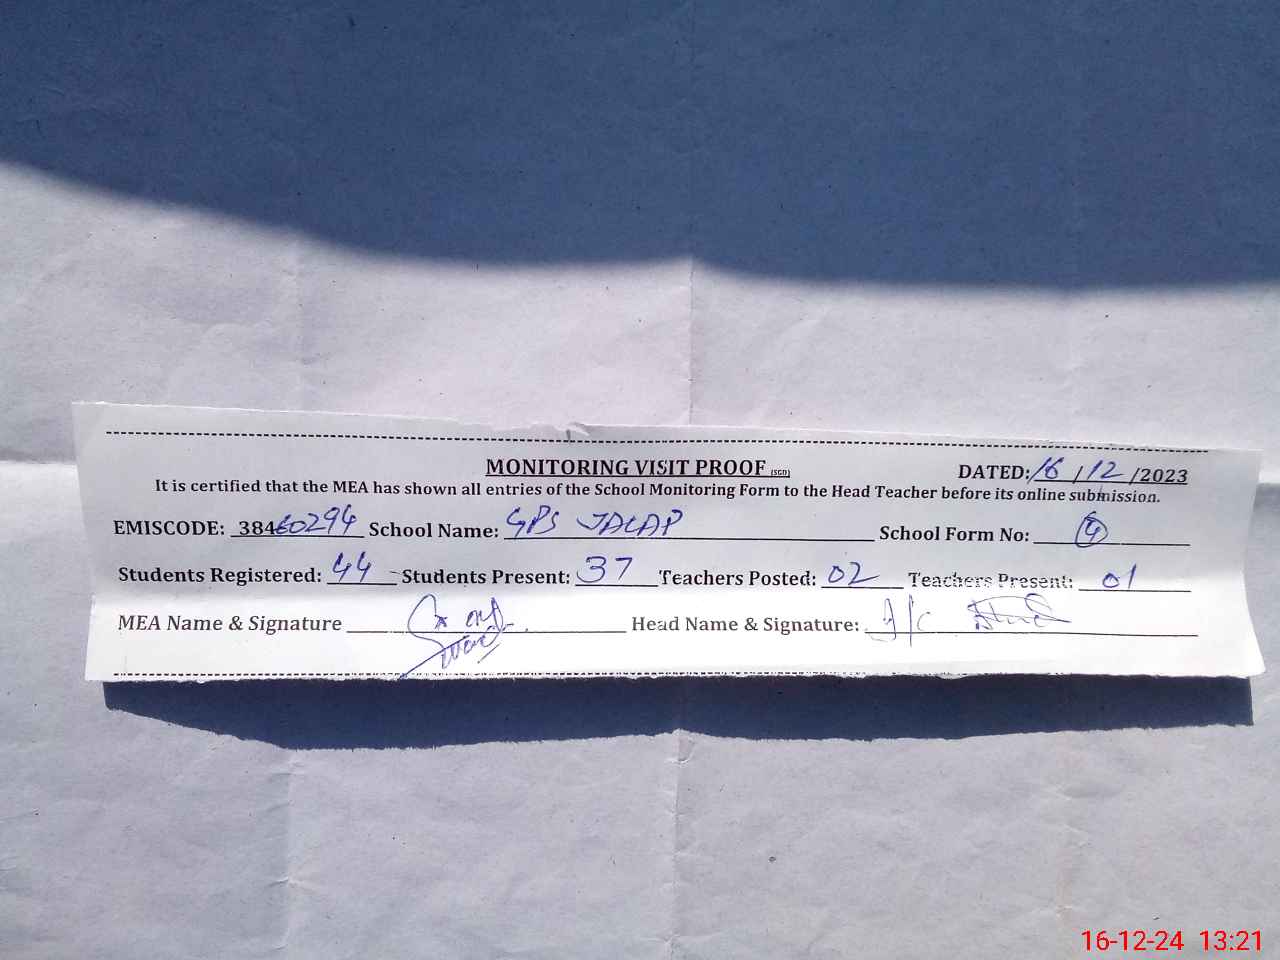 MONITORING VISIT PROOF (SGD) DATED: 16 / 12 /2023
It is certified that the MEA has shown all entries of the School Monitoring Form to the Head Teacher before its online submission.
EMISCODE: 38460294 School Name: GPS JALAP School Form No: 4
Students Registered: 44 Students Present: 37 Teachers Posted: 02 Teachers Present: 01
MEA Name & Signature Head Name & Signature: I/C
16-12-24 13:21